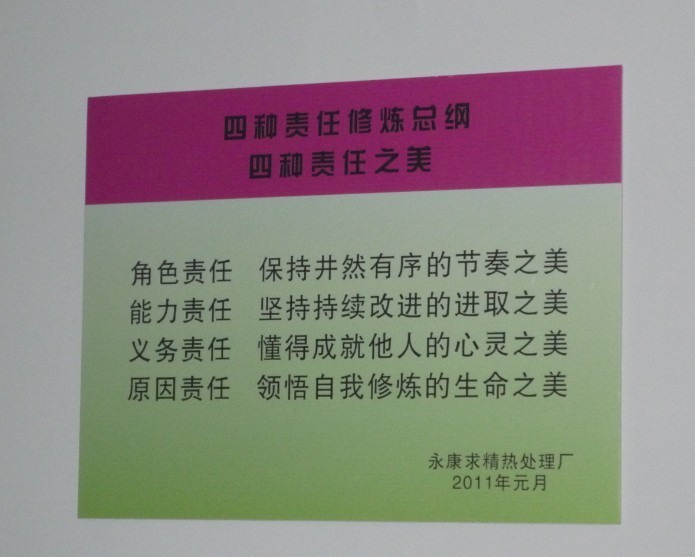 四种责任修炼总纲
四种责任之美
角色责任 保持井然有序的节奏之美
能力责任 坚持持续改进的进取之美
义务责任 懂得成就他人的心灵之美
原因责任 领悟自我修炼的生命之美
永康求精热处理厂
2011年元月